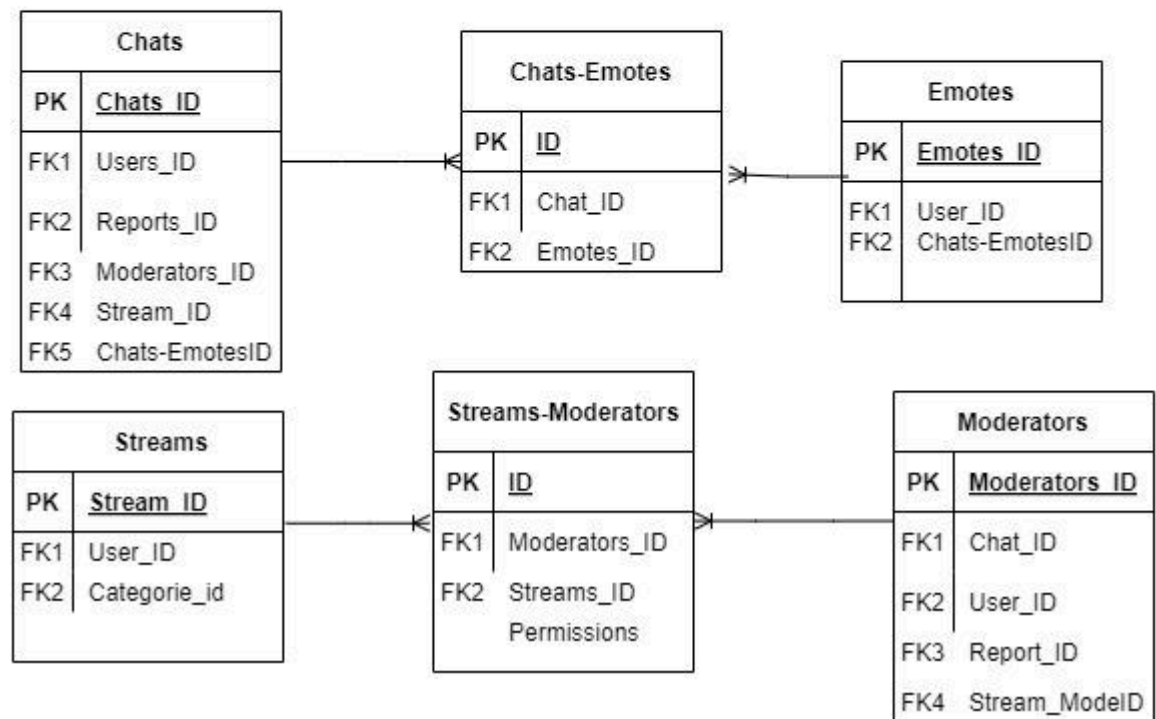 Chats
PK Chats_ID
FK1 Users_ID
FK2 Reports_ID
FK3 Moderators_ID
FK4 Stream_ID
FK5 Chats-EmotesID
Chats-Emotes
PK ID
FK1 Chat_ID
FK2 Emotes_ID
Emotes
PK Emotes_ID
FK1 User_ID
FK2 Chats-EmotesID
Streams
PK Stream_ID
FK1 User_ID
FK2 Categorie_id
Streams-Moderators
PK ID
FK1 Moderators_ID
FK2 Streams_ID
Permissions
Moderators
PK Moderators_ID
FK1 Chat_ID
FK2 User_ID
FK3 Report_ID
FK4 Stream_ModeID